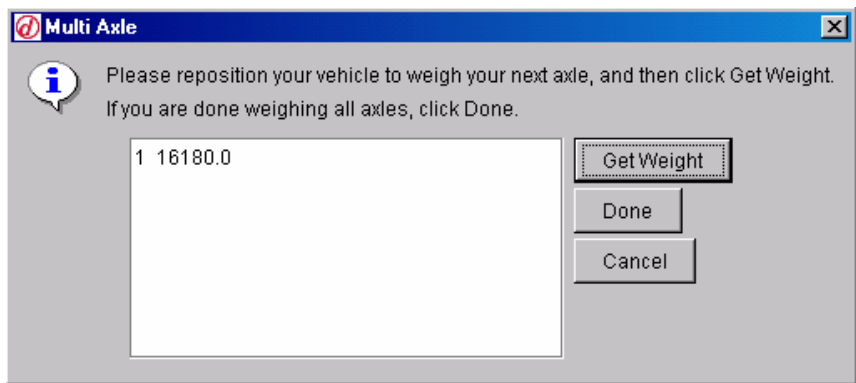 Multi Axle
Please reposition your vehicle to weigh your next axle, and then click Get Weight.
If you are done weighing all axles, click Done.
1 16180.0
Get Weight
Done
Cancel